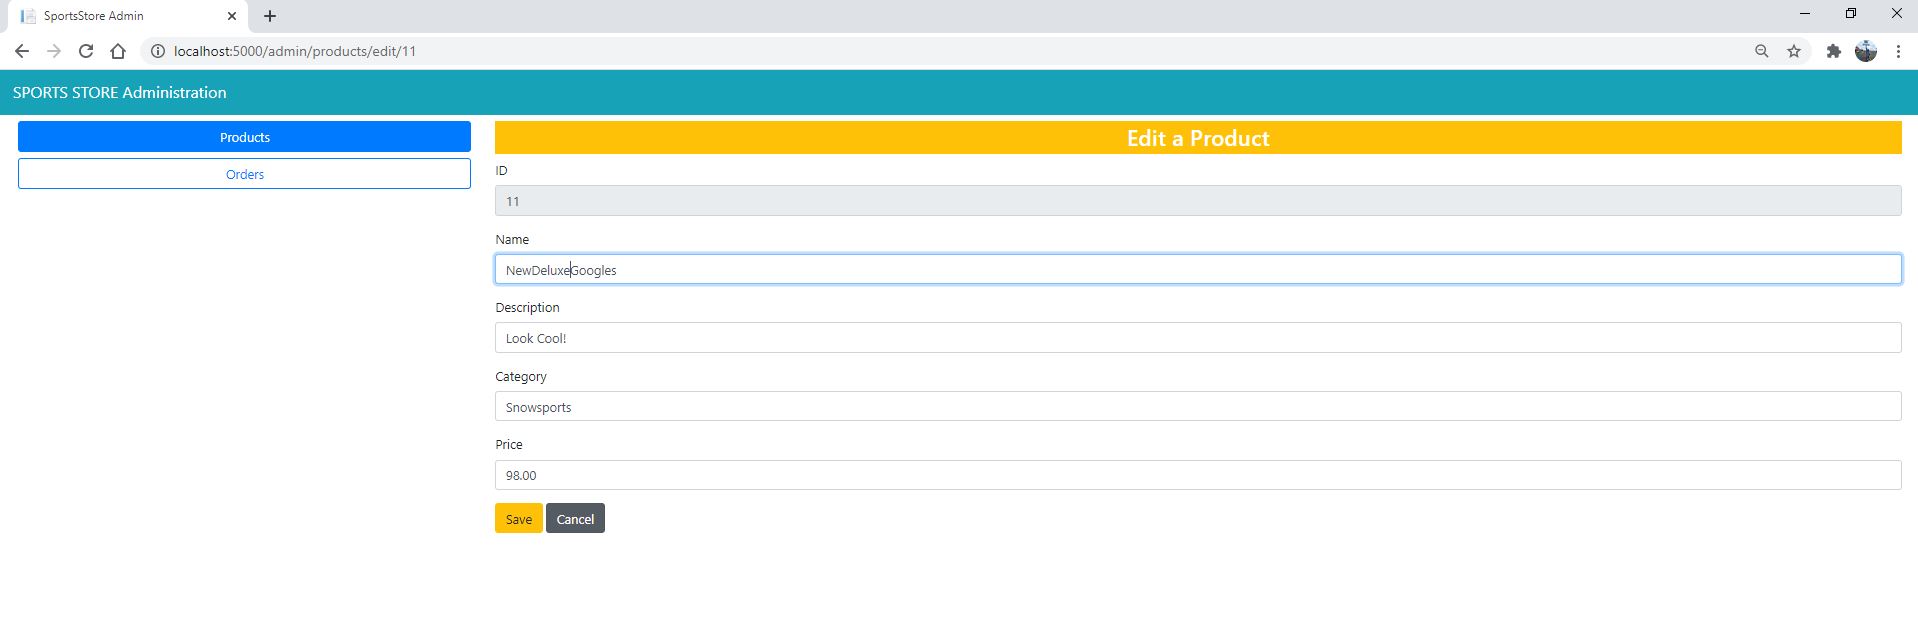 SportsStore Admin
localhost:5000/admin/products/edit/11
SPORTS STORE Administration
Products
Orders
Edit a Product
ID
11
Name
NewDeluxeGoogles
Description
Look Cool!
Category
Snowsports
Price
98.00
Save Cancel